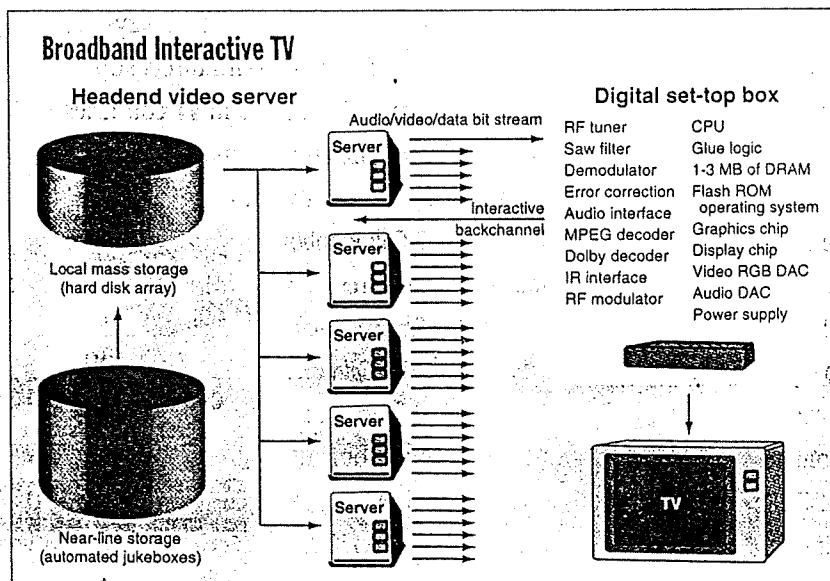 Broadband Interactive TV
Headend video server
Local mass storage
(hard disk array)
Near-line storage
(automated jukeboxes)
Audio/video/data bit stream
Server
Interactive
backchannel
Server
Server
Server
Server
Digital set-top box
RF tuner
Saw filter
Demodulator
Error correction
Audio interface
MPEG decoder
Dolby decoder
IR interface
RF modulator
CPU
Glue logic
1-3 MB of DRAM
Flash ROM
operating system
Graphics chip
Display chip
Video RGB DAC
Audio DAC
Power supply
TV